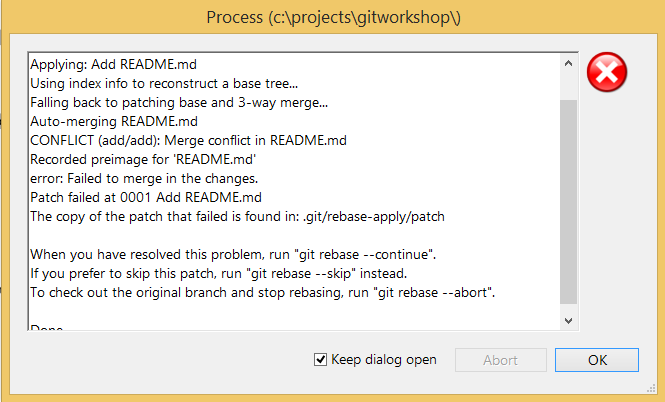 Process (c:\projects\gitworkshop\)
Applying: Add README.md
Using index info to reconstruct a base tree...
Falling back to patching base and 3-way merge...
Auto-merging README.md
CONFLICT (add/add): Merge conflict in README.md
Recorded preimage for 'README.md'
error: Failed to merge in the changes.
Patch failed at 0001 Add README.md
The copy of the patch that failed is found in: .git/rebase-apply/patch
When you have resolved this problem, run "git rebase --continue".
If you prefer to skip this patch, run "git rebase --skip" instead.
To check out the original branch and stop rebasing, run "git rebase --abort".
Done
Keep dialog open
Abort
OK